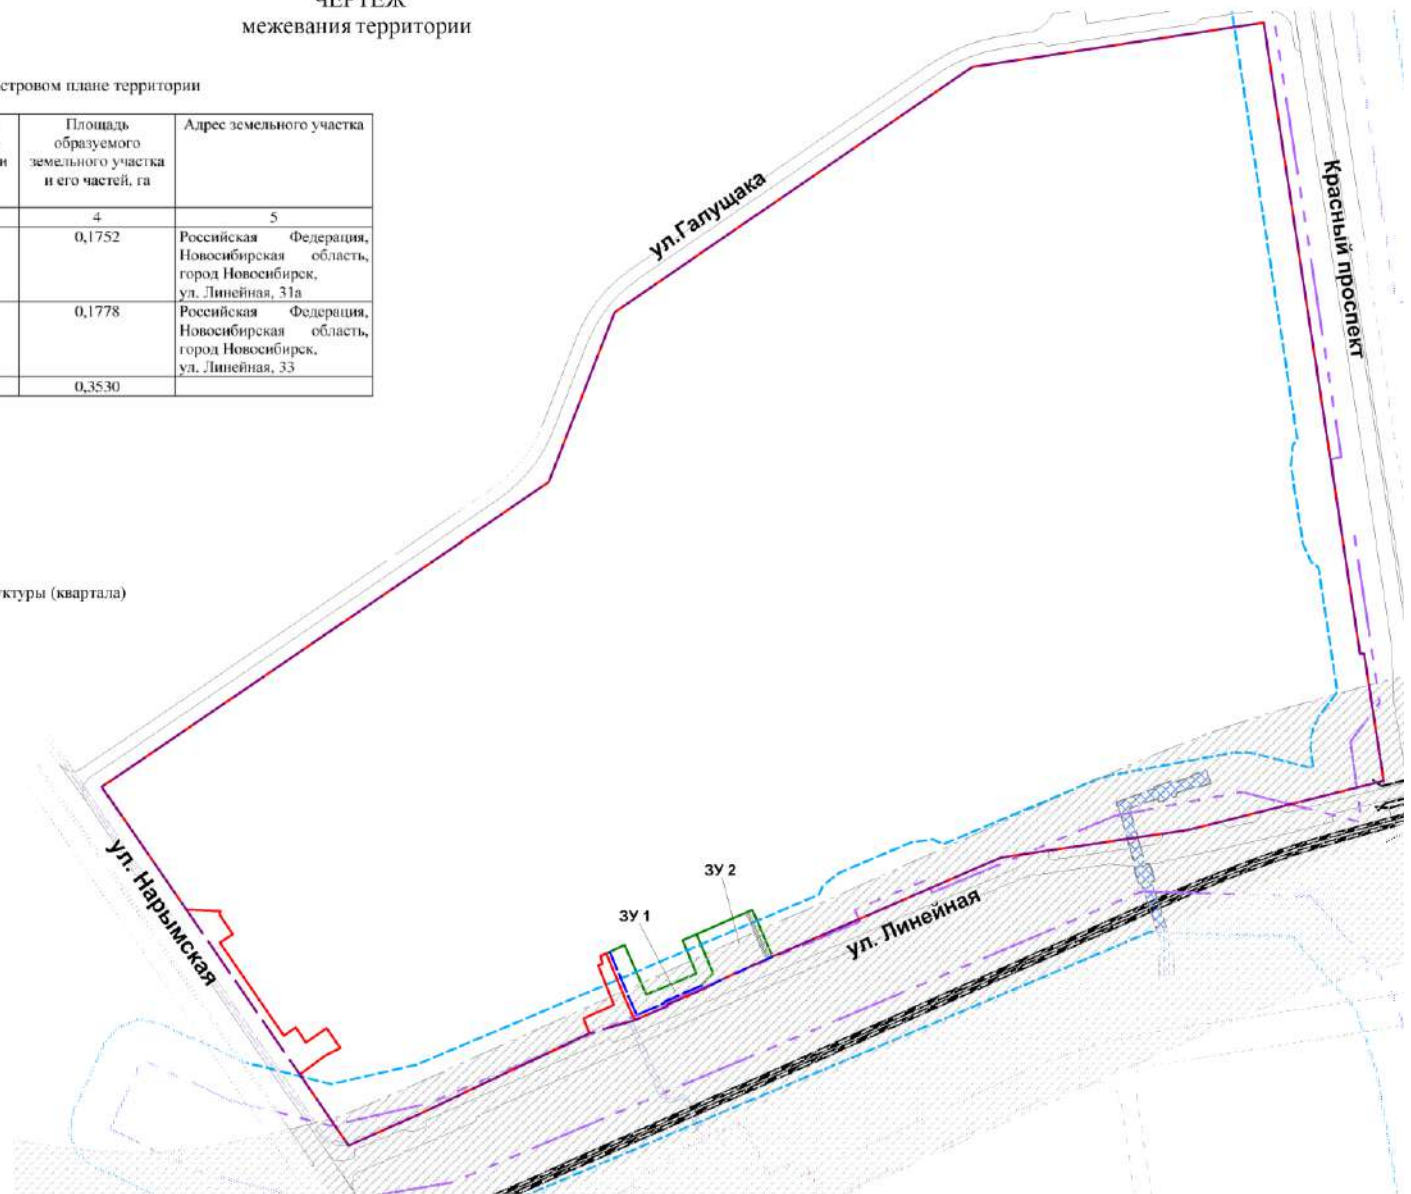 ЧЕРТЕЖ
межевания территории
стровом плане территории
и
Площадь
образуемого
земельного участка
и его частей, га
Адрес земельного участка
4
5
0,1752
Российская Федерация,
Новосибирская область,
город Новосибирск,
ул. Линейная, 31а
0,1778
Российская Федерация,
Новосибирская область,
город Новосибирск,
ул. Линейная, 33
0,3530
ктуры (квартала)
ул.Галущака
Красный проспект
ул. Нарымская
ЗУ 1
ЗУ 2
ул. Линейная